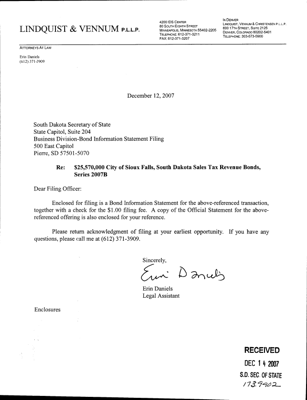 LINDQUIST & VENNUM P.L.L.P.
4200 IDS CENTER
80 SOUTH EIGHTH STREET
MINNEAPOLIS, MINNESOTA 55402-2205
TELEPHONE: 612-371-3211
FAX: 612-371-3207
IN DENVER:
LINDQUIST, VENNUM & CHRISTENSEN P.L.L.P.
600 17TH STREET, SUITE 2125
DENVER, COLORADO 80202-5401
TELEPHONE: 303-573-5900
ATTORNEYS AT LAW
Erin Daniels
(612) 371-3909
December 12, 2007
South Dakota Secretary of State
State Capitol, Suite 204
Business Division-Bond Information Statement Filing
500 East Capitol
Pierre, SD 57501-5070
Re: $25,570,000 City of Sioux Falls, South Dakota Sales Tax Revenue Bonds,
Series 2007B
Dear Filing Officer:
Enclosed for filing is a Bond Information Statement for the above-referenced transaction,
together with a check for the $1.00 filing fee. A copy of the Official Statement for the above-
referenced offering is also enclosed for your reference.
Please return acknowledgment of filing at your earliest opportunity. If you have any
questions, please call me at (612) 371-3909.
Sincerely,
Erin Daniels
Erin Daniels
Legal Assistant
Enclosures
RECEIVED
DEC 14 2007
S.D. SEC OF STATE
1739902